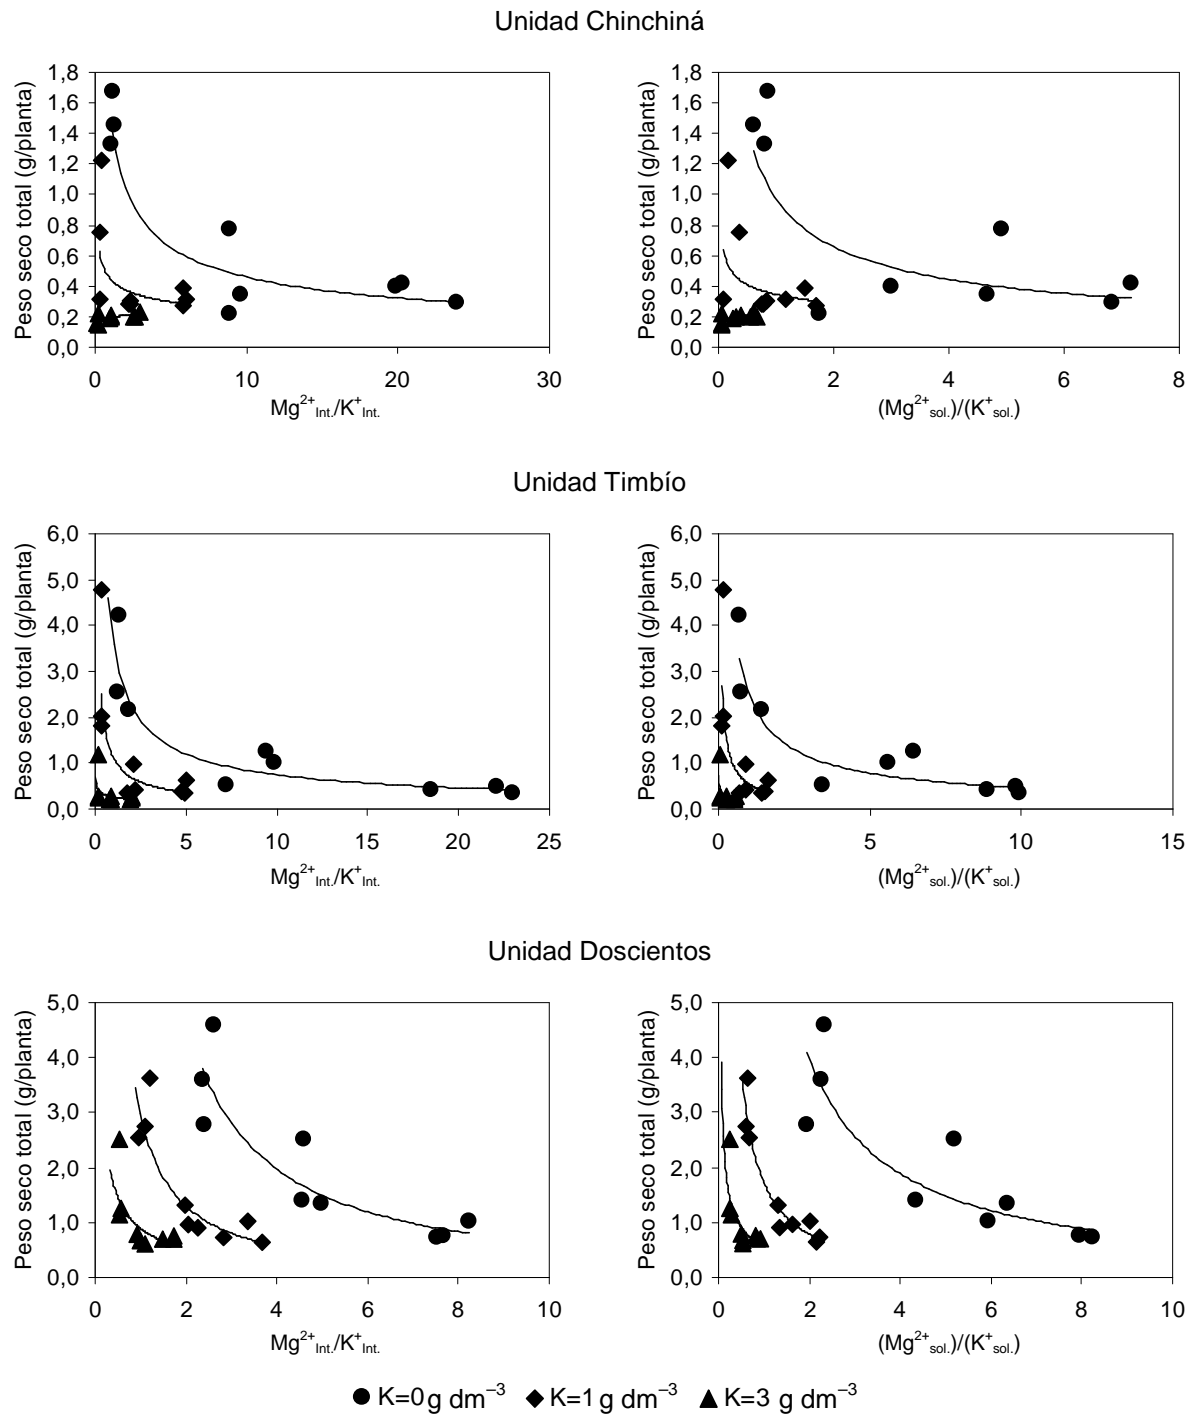 Unidad Chinchiná
Peso seco total (g/planta)
1,8
1,6
1,4
1,2
1,0
0,8
0,6
0,4
0,2
0,0
0 10 20 30
Mg2+Int./K+Int.
Peso seco total (g/planta)
1,8
1,6
1,4
1,2
1,0
0,8
0,6
0,4
0,2
0,0
0 2 4 6 8
(Mg2+sol.)/(K+sol.)
Unidad Timbío
Peso seco total (g/planta)
6,0
5,0
4,0
3,0
2,0
1,0
0,0
0 5 10 15 20 25
Mg2+Int./K+Int.
Peso seco total (g/planta)
6,0
5,0
4,0
3,0
2,0
1,0
0,0
0 5 10 15
(Mg2+sol.)/(K+sol.)
Unidad Doscientos
Peso seco total (g/planta)
5,0
4,0
3,0
2,0
1,0
0,0
0 2 4 6 8 10
Mg2+Int./K+Int.
Peso seco total (g/planta)
5,0
4,0
3,0
2,0
1,0
0,0
0 2 4 6 8 10
(Mg2+sol.)/(K+sol.)
K=0 g dm−3 K=1 g dm−3 K=3 g dm−3